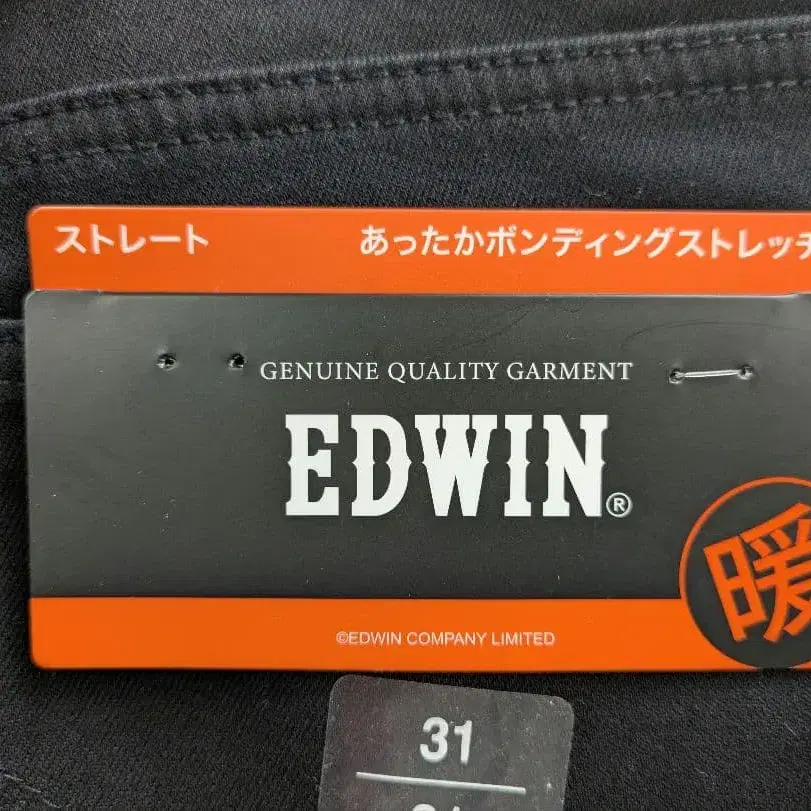 ストレート
あったかボンディングストレッチ
GENUINE QUALITY GARMENT
EDWIN®
暖
©EDWIN COMPANY LIMITED
31